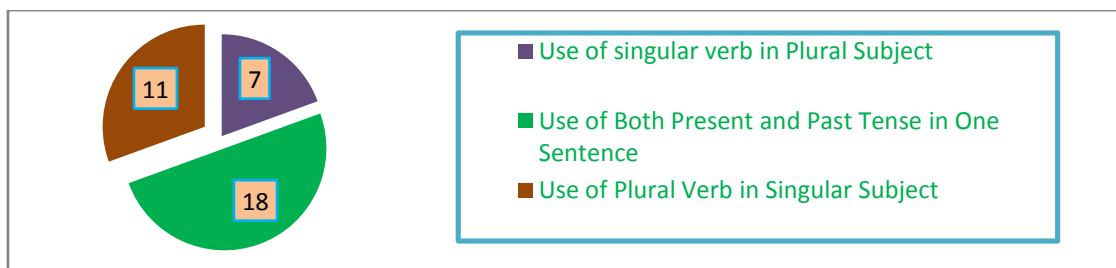 11
7
18
Use of singular verb in Plural Subject
Use of Both Present and Past Tense in One
Sentence
Use of Plural Verb in Singular Subject